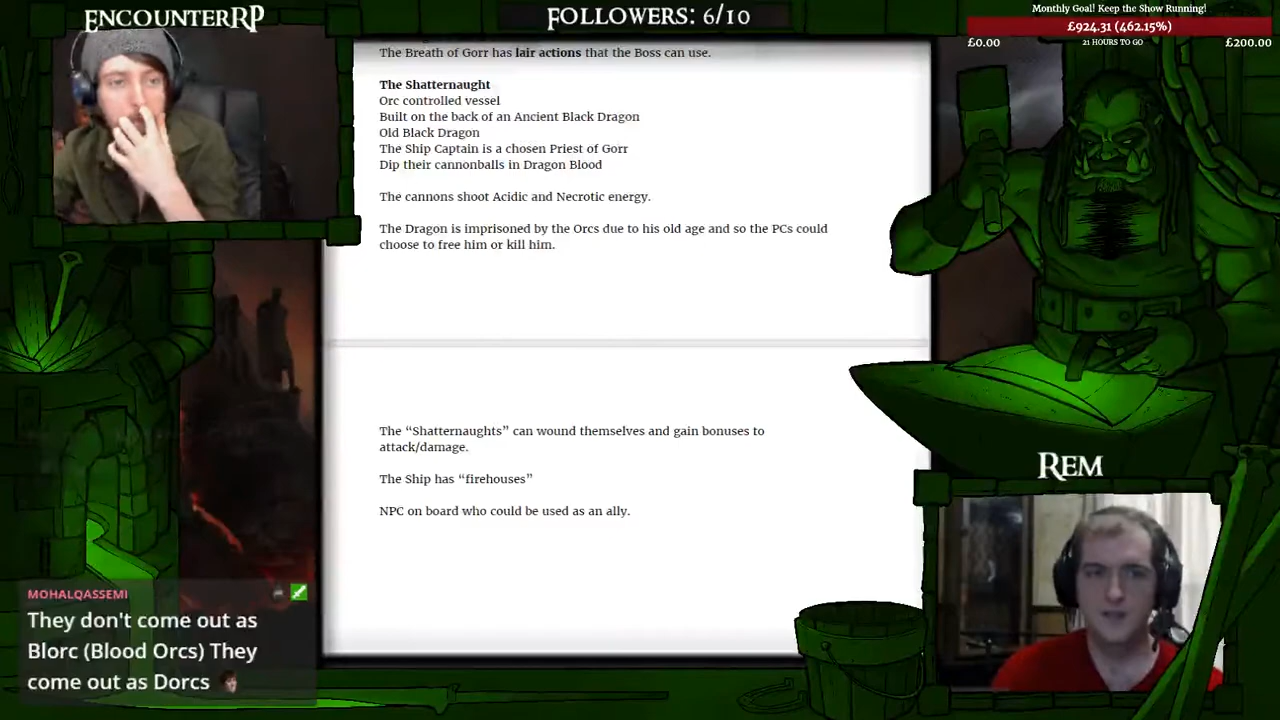 EncounterRP
Followers: 6/10
Monthly Goal! Keep the Show Running!
£924.31 (462.15%)
£0.00
21 HOURS TO GO
£200.00
The Breath of Gorr has lair actions that the Boss can use.
The Shatternaught
Orc controlled vessel
Built on the back of an Ancient Black Dragon
Old Black Dragon
The Ship Captain is a chosen Priest of Gorr
Dip their cannonballs in Dragon Blood
The cannons shoot Acidic and Necrotic energy.
The Dragon is imprisoned by the Orcs due to his old age and so the PCs could
choose to free him or kill him.
The “Shatternaughts” can wound themselves and gain bonuses to
attack/damage.
The Ship has “firehouses”
NPC on board who could be used as an ally.
Rem
MOHALQASSEMI
They don't come out as
Blorc (Blood Orcs) They
come out as Dorcs